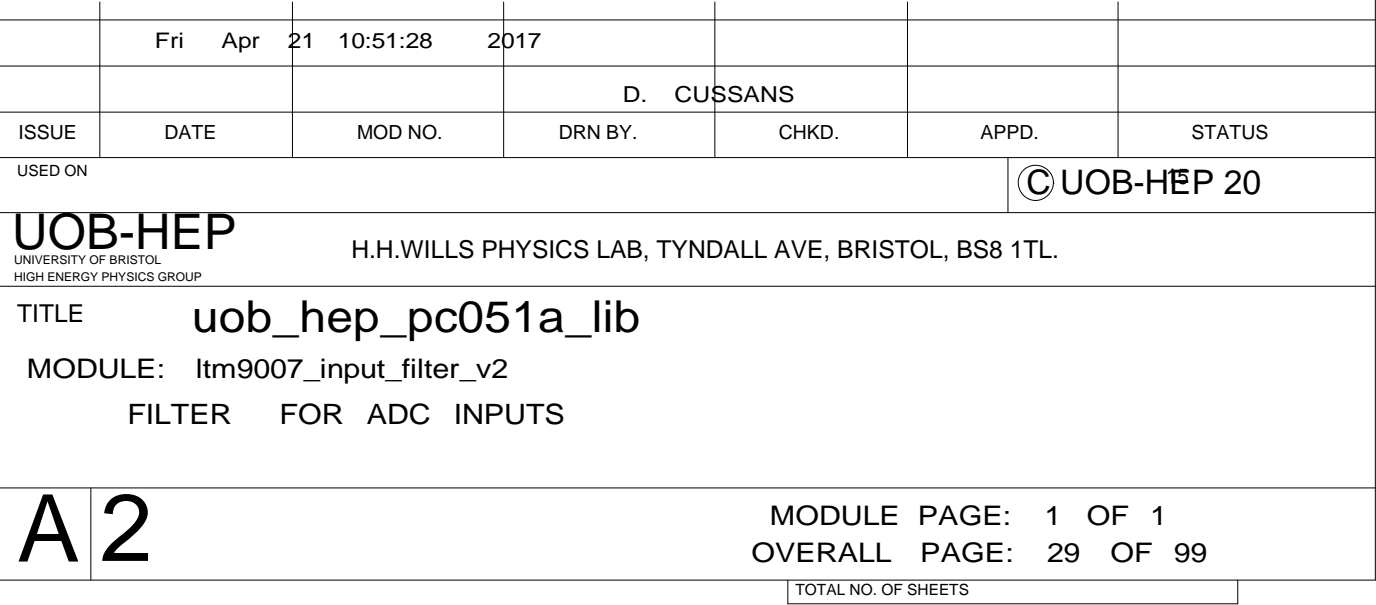 Fri Apr 21 10:51:28 2017
D. CUSSANS
ISSUE DATE MOD NO. DRN BY. CHKD. APPD. STATUS
USED ON
© UOB-HEP 20 15
UOB-HEP
UNIVERSITY OF BRISTOL
HIGH ENERGY PHYSICS GROUP
H.H.WILLS PHYSICS LAB, TYNDALL AVE, BRISTOL, BS8 1TL.
TITLE uob_hep_pc051a_lib
MODULE: ltm9007_input_filter_v2
FILTER FOR ADC INPUTS
A 2
MODULE PAGE: 1 OF 1
OVERALL PAGE: 29 OF 99
TOTAL NO. OF SHEETS